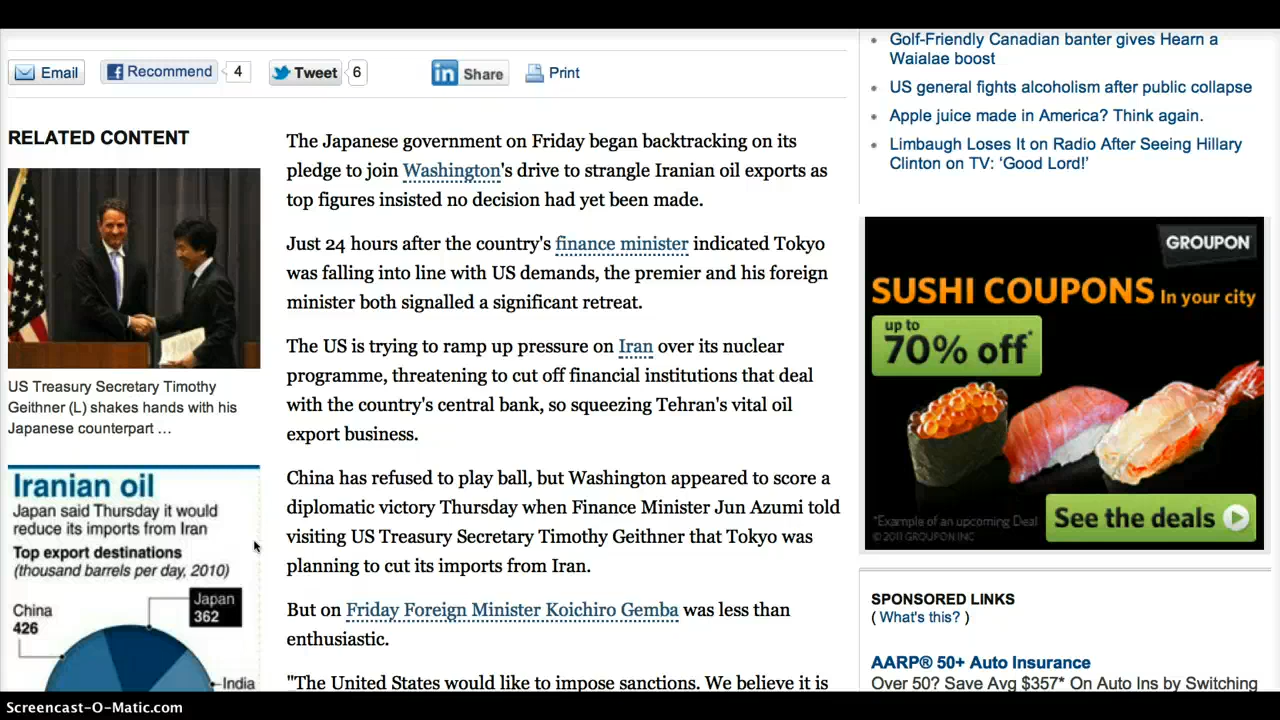 Email
Recommend
4
Tweet
6
Share
Print
RELATED CONTENT
US Treasury Secretary Timothy
Geithner (L) shakes hands with his
Japanese counterpart ...
Iranian oil
Japan said Thursday it would
reduce its imports from Iran
Top export destinations
(thousand barrels per day, 2010)
Japan
362
China
426
India
The Japanese government on Friday began backtracking on its
pledge to join Washington's drive to strangle Iranian oil exports as
top figures insisted no decision had yet been made.
Just 24 hours after the country's finance minister indicated Tokyo
was falling into line with US demands, the premier and his foreign
minister both signalled a significant retreat.
The US is trying to ramp up pressure on Iran over its nuclear
programme, threatening to cut off financial institutions that deal
with the country's central bank, so squeezing Tehran's vital oil
export business.
China has refused to play ball, but Washington appeared to score a
diplomatic victory Thursday when Finance Minister Jun Azumi told
visiting US Treasury Secretary Timothy Geithner that Tokyo was
planning to cut its imports from Iran.
But on Friday Foreign Minister Koichiro Gemba was less than
enthusiastic.
"The United States would like to impose sanctions. We believe it is
Golf-Friendly Canadian banter gives Hearn a
Waialae boost
US general fights alcoholism after public collapse
Apple juice made in America? Think again.
Limbaugh Loses It on Radio After Seeing Hillary
Clinton on TV: ‘Good Lord!’
GROUPON
SUSHI COUPONS In your city
up to
70% off*
*Example of an upcoming Deal
© 2011 GROUPON INC
See the deals
SPONSORED LINKS
( What's this? )
AARP® 50+ Auto Insurance
Over 50? Save Avg $357* On Auto Ins by Switching
Screencast-O-Matic.com